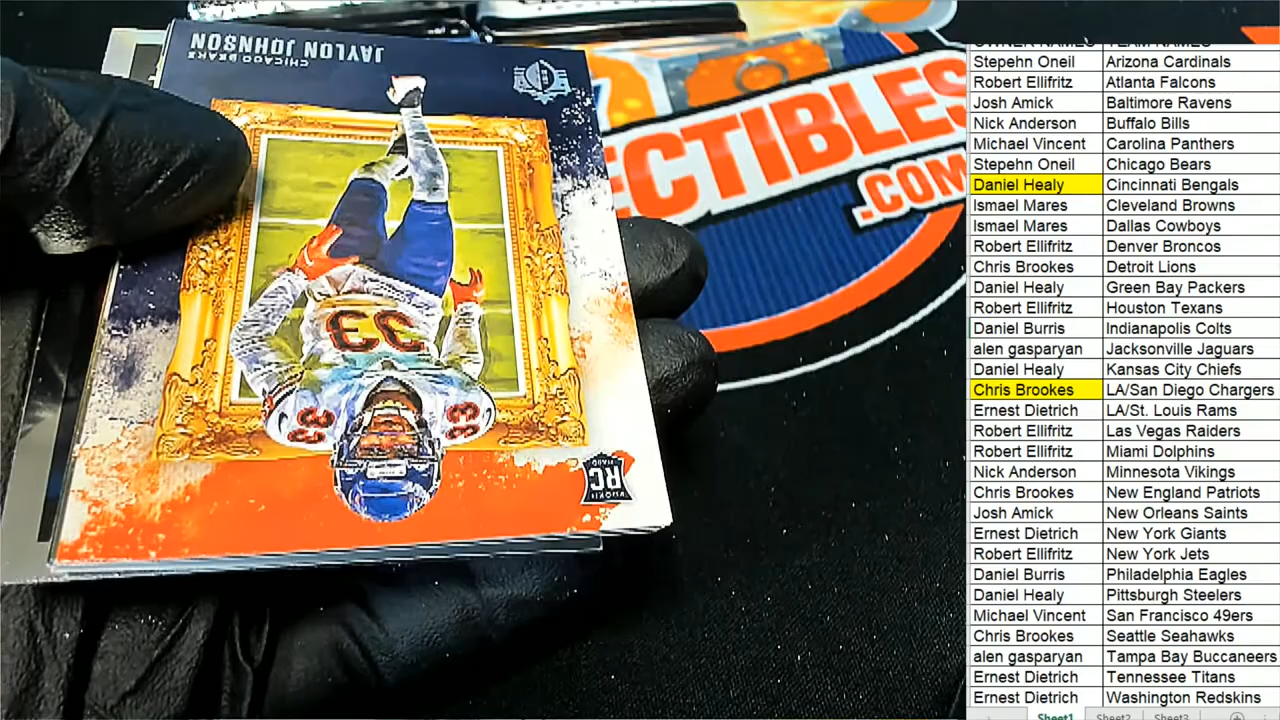 JAYLON JOHNSON
CHICAGO BEARS
33
33
33
RC
ECTIBLES
.COM
OWNER NAMES TEAM NAMES
Stepehn Oneil Arizona Cardinals
Robert Ellifritz Atlanta Falcons
Josh Amick Baltimore Ravens
Nick Anderson Buffalo Bills
Michael Vincent Carolina Panthers
Stepehn Oneil Chicago Bears
Daniel Healy Cincinnati Bengals
Ismael Mares Cleveland Browns
Ismael Mares Dallas Cowboys
Robert Ellifritz Denver Broncos
Chris Brookes Detroit Lions
Daniel Healy Green Bay Packers
Robert Ellifritz Houston Texans
Daniel Burris Indianapolis Colts
alen gasparyan Jacksonville Jaguars
Daniel Healy Kansas City Chiefs
Chris Brookes LA/San Diego Chargers
Ernest Dietrich LA/St. Louis Rams
Robert Ellifritz Las Vegas Raiders
Robert Ellifritz Miami Dolphins
Nick Anderson Minnesota Vikings
Chris Brookes New England Patriots
Josh Amick New Orleans Saints
Ernest Dietrich New York Giants
Robert Ellifritz New York Jets
Daniel Burris Philadelphia Eagles
Daniel Healy Pittsburgh Steelers
Michael Vincent San Francisco 49ers
Chris Brookes Seattle Seahawks
alen gasparyan Tampa Bay Buccaneers
Ernest Dietrich Tennessee Titans
Ernest Dietrich Washington Redskins
Sheet1 Sheet2 Sheet3